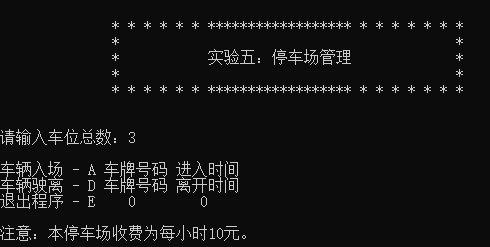 * * * * * * ****************** * * * * * * *
* *
* 实验五：停车场管理 *
* *
* * * * * * ****************** * * * * * * *
请输入车位总数：3
车辆入场 - A 车牌号码 进入时间
车辆驶离 - D 车牌号码 离开时间
退出程序 - E 0 0
注意：本停车场收费为每小时10元。